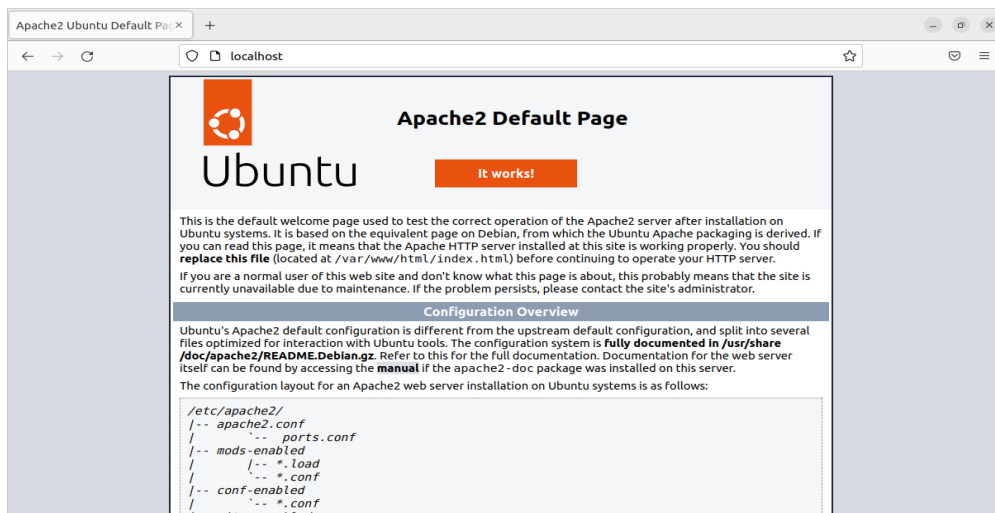 Apache2 Ubuntu Default Pag
localhost
Ubuntu
Apache2 Default Page
It works!
This is the default welcome page used to test the correct operation of the Apache2 server after installation on
Ubuntu systems. It is based on the equivalent page on Debian, from which the Ubuntu Apache packaging is derived. If
you can read this page, it means that the Apache HTTP server installed at this site is working properly. You should
replace this file (located at /var/www/html/index.html) before continuing to operate your HTTP server.
If you are a normal user of this web site and don't know what this page is about, this probably means that the site is
currently unavailable due to maintenance. If the problem persists, please contact the site's administrator.
Configuration Overview
Ubuntu's Apache2 default configuration is different from the upstream default configuration, and split into several
files optimized for interaction with Ubuntu tools. The configuration system is fully documented in /usr/share
/doc/apache2/README.Debian.gz. Refer to this for the full documentation. Documentation for the web server
itself can be found by accessing the manual if the apache2-doc package was installed on this server.
The configuration layout for an Apache2 web server installation on Ubuntu systems is as follows:
/etc/apache2/
|-- apache2.conf
|       `--  ports.conf
|-- mods-enabled
|       |-- *.load
|       `-- *.conf
|-- conf-enabled
|       `-- *.conf